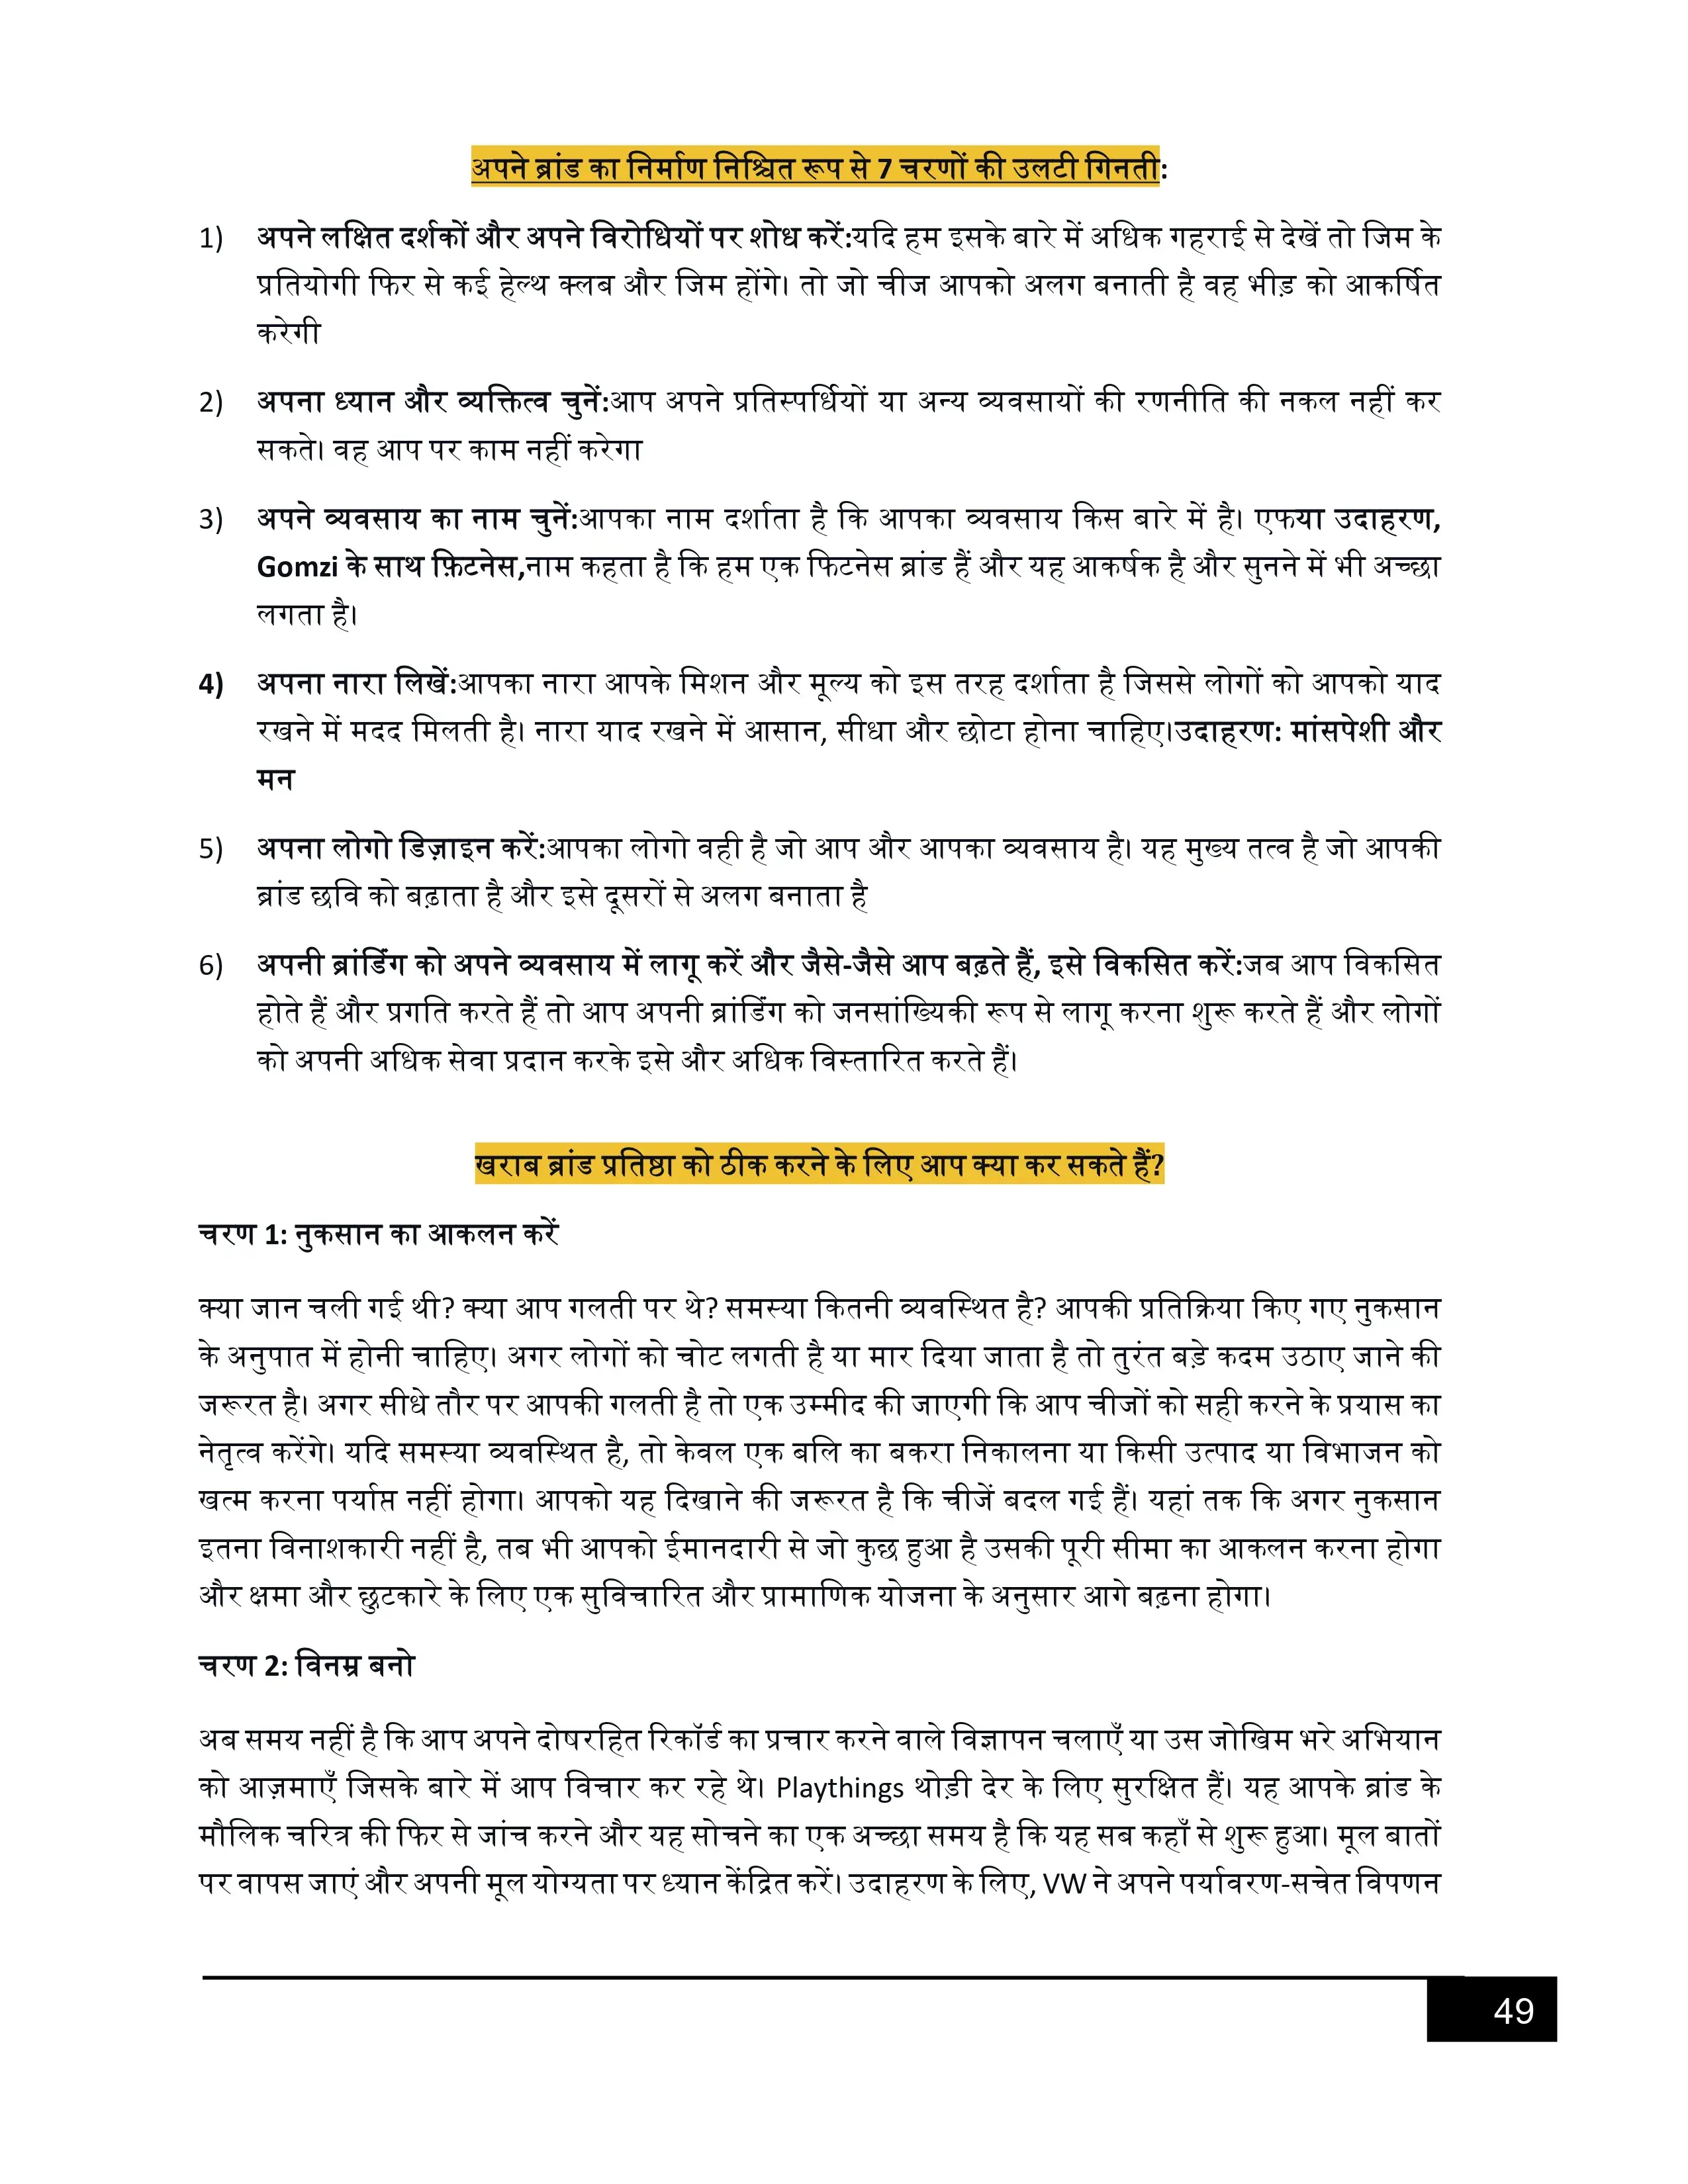 अपने ब्रांड का निर्माण निश्चित रूप से 7 चरणों की उलटी गिनती:
1) अपने लक्षित दर्शकों और अपने विरोधियों पर शोध करें:यदि हम इसके बारे में अधिक गहराई से देखें तो जिम के
प्रतियोगी फिर से कई हेल्थ क्लब और जिम होंगे। तो जो चीज आपको अलग बनाती है वह भीड़ को आकर्षित
करेगी
2) अपना ध्यान और व्यक्तित्व चुनें:आप अपने प्रतिस्पर्धियों या अन्य व्यवसायों की रणनीति की नकल नहीं कर
सकते। वह आप पर काम नहीं करेगा
3) अपने व्यवसाय का नाम चुनें:आपका नाम दर्शाता है कि आपका व्यवसाय किस बारे में है। एफया उदाहरण,
Gomzi के साथ फ़िटनेस,नाम कहता है कि हम एक फिटनेस ब्रांड हैं और यह आकर्षक है और सुनने में भी अच्छा
लगता है।
4) अपना नारा लिखें:आपका नारा आपके मिशन और मूल्य को इस तरह दर्शाता है जिससे लोगों को आपको याद
रखने में मदद मिलती है। नारा याद रखने में आसान, सीधा और छोटा होना चाहिए।उदाहरण: मांसपेशी और
मन
5) अपना लोगो डिज़ाइन करें:आपका लोगो वही है जो आप और आपका व्यवसाय है। यह मुख्य तत्व है जो आपकी
ब्रांड छवि को बढ़ाता है और इसे दूसरों से अलग बनाता है
6) अपनी ब्रांडिंग को अपने व्यवसाय में लागू करें और जैसे-जैसे आप बढ़ते हैं, इसे विकसित करें:जब आप विकसित
होते हैं और प्रगति करते हैं तो आप अपनी ब्रांडिंग को जनसांख्यिकी रूप से लागू करना शुरू करते हैं और लोगों
को अपनी अधिक सेवा प्रदान करके इसे और अधिक विस्तारित करते हैं।
खराब ब्रांड प्रतिष्ठा को ठीक करने के लिए आप क्या कर सकते हैं?
चरण 1: नुकसान का आकलन करें
क्या जान चली गई थी? क्या आप गलती पर थे? समस्या कितनी व्यवस्थित है? आपकी प्रतिक्रिया किए गए नुकसान
के अनुपात में होनी चाहिए। अगर लोगों को चोट लगती है या मार दिया जाता है तो तुरंत बड़े कदम उठाए जाने की
जरूरत है। अगर सीधे तौर पर आपकी गलती है तो एक उम्मीद की जाएगी कि आप चीजों को सही करने के प्रयास का
नेतृत्व करेंगे। यदि समस्या व्यवस्थित है, तो केवल एक बलि का बकरा निकालना या किसी उत्पाद या विभाजन को
खत्म करना पर्याप्त नहीं होगा। आपको यह दिखाने की जरूरत है कि चीजें बदल गई हैं। यहां तक कि अगर नुकसान
इतना विनाशकारी नहीं है, तब भी आपको ईमानदारी से जो कुछ हुआ है उसकी पूरी सीमा का आकलन करना होगा
और क्षमा और छुटकारे के लिए एक सुविचारित और प्रामाणिक योजना के अनुसार आगे बढ़ना होगा।
चरण 2: विनम्र बनो
अब समय नहीं है कि आप अपने दोषरहित रिकॉर्ड का प्रचार करने वाले विज्ञापन चलाएँ या उस जोखिम भरे अभियान
को आज़माएँ जिसके बारे में आप विचार कर रहे थे। Playthings थोड़ी देर के लिए सुरक्षित हैं। यह आपके ब्रांड के
मौलिक चरित्र की फिर से जांच करने और यह सोचने का एक अच्छा समय है कि यह सब कहाँ से शुरू हुआ। मूल बातों
पर वापस जाएं और अपनी मूल योग्यता पर ध्यान केंद्रित करें। उदाहरण के लिए, VW ने अपने पर्यावरण-सचेत विपणन
49